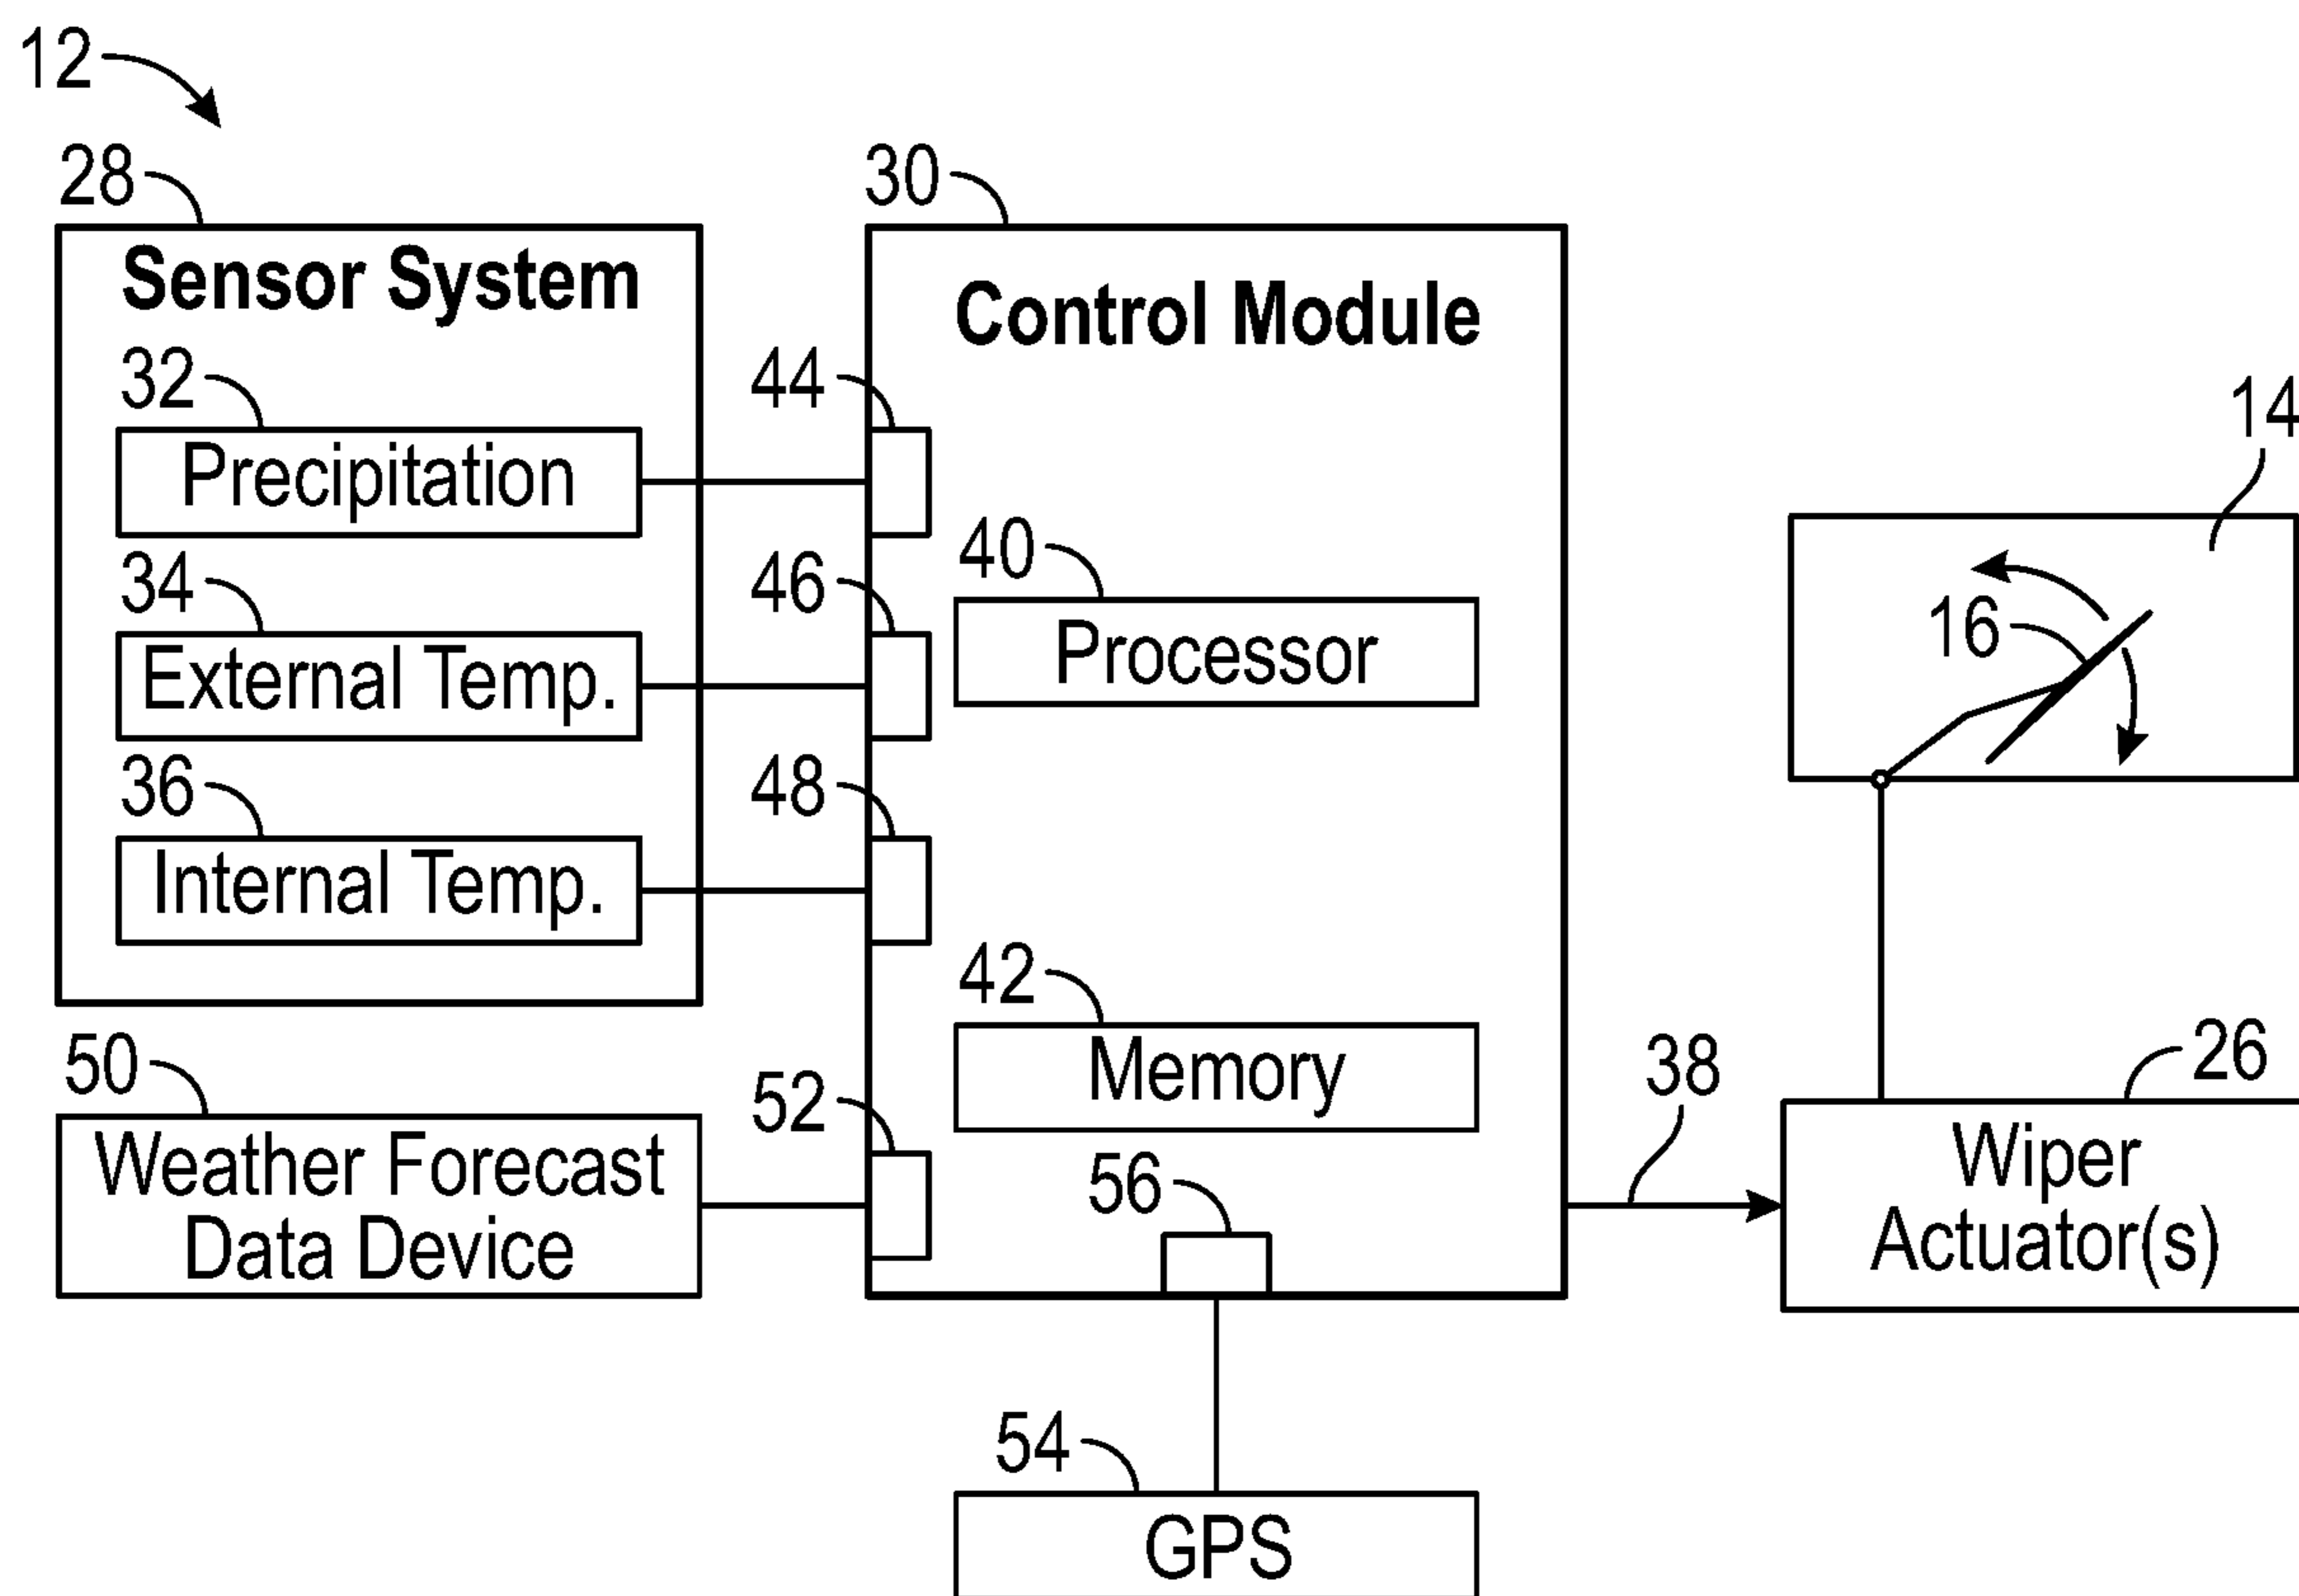 12
28
Sensor System
32
Precipitation
34
External Temp.
36
Internal Temp.
50
Weather Forecast
Data Device
30
Control Module
44
46
48
52
40
Processor
42
Memory
56
54
GPS
38
14
16
26
Wiper
Actuator(s)